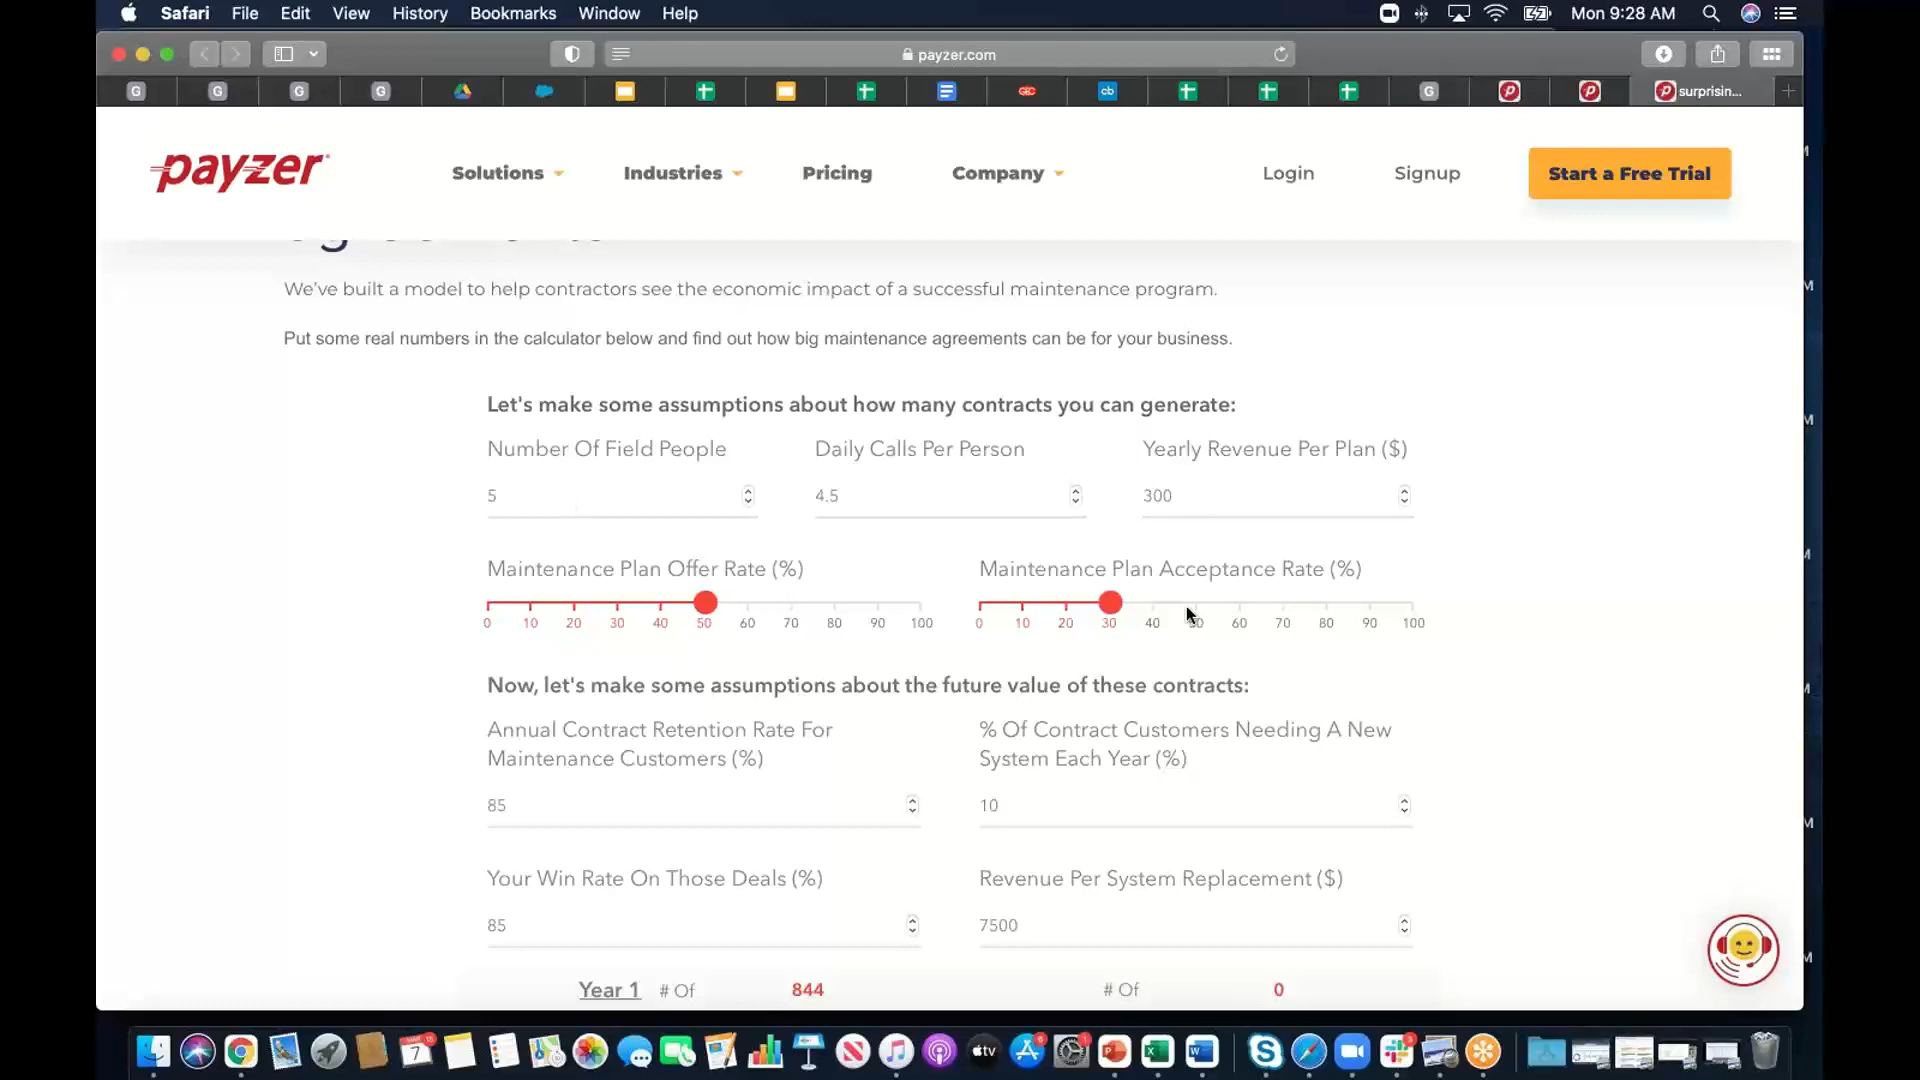 Safari File Edit View History Bookmarks Window Help Mon 9:28 AM
payzer.com
G G G G GAC cb G surprisin...
payzer Solutions Industries Pricing Company Login Signup Start a Free Trial
We've built a model to help contractors see the economic impact of a successful maintenance program.
Put some real numbers in the calculator below and find out how big maintenance agreements can be for your business.
Let's make some assumptions about how many contracts you can generate:
Number Of Field People Daily Calls Per Person Yearly Revenue Per Plan ($)
5 4.5 300
Maintenance Plan Offer Rate (%) Maintenance Plan Acceptance Rate (%)
0 10 20 30 40 50 60 70 80 90 100 0 10 20 30 40 50 60 70 80 90 100
Now, let's make some assumptions about the future value of these contracts:
Annual Contract Retention Rate For
Maintenance Customers (%)
% Of Contract Customers Needing A New
System Each Year (%)
85 10
Your Win Rate On Those Deals (%) Revenue Per System Replacement ($)
85 7500
Year 1 # Of 844 # Of 0
7 tv